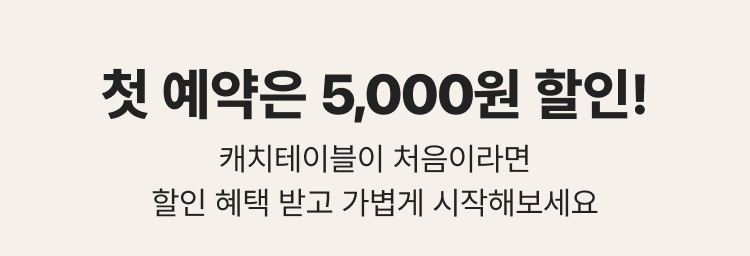 첫 예약은 5,000원 할인!
캐치테이블이 처음이라면
할인 혜택 받고 가볍게 시작해보세요